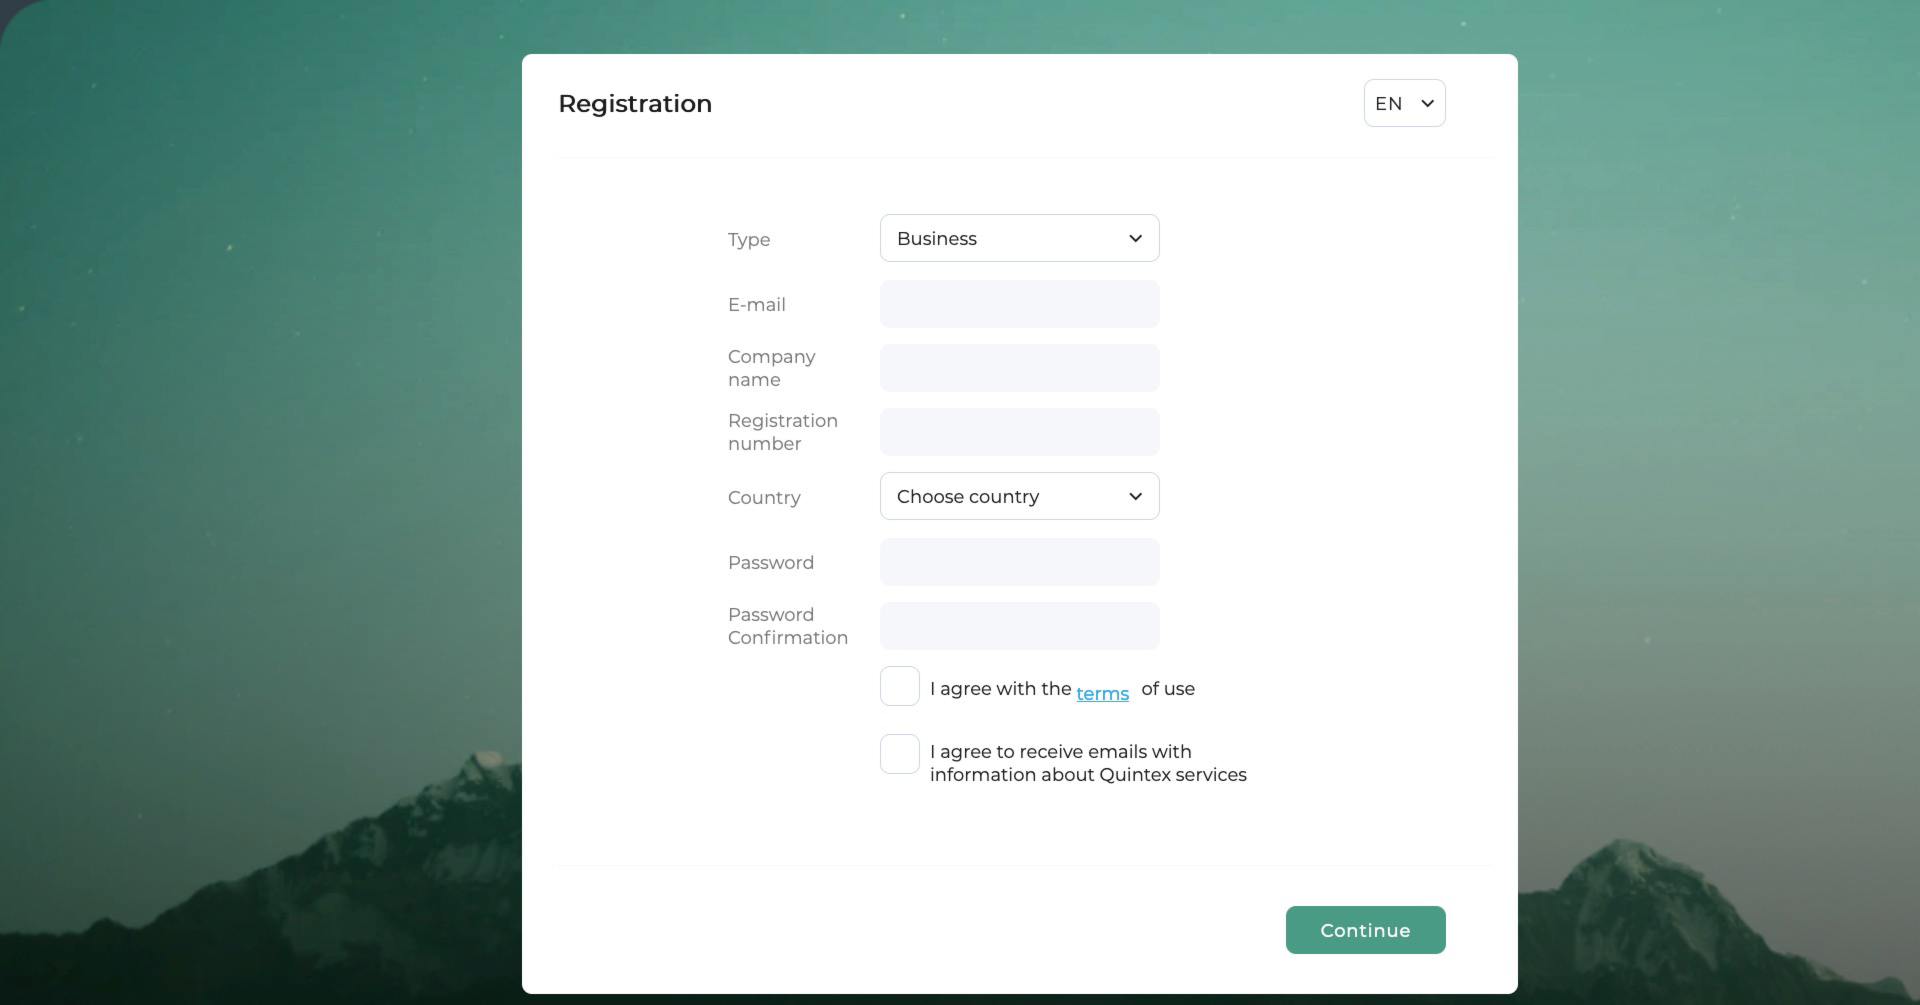 Registration
EN
Type
Business
E-mail
Company
name
Registration
number
Country
Choose country
Password
Password
Confirmation
I agree with the terms of use
I agree to receive emails with
information about Quintex services
Continue